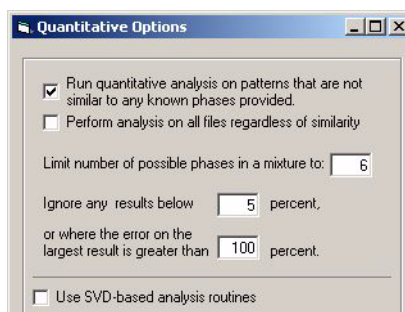 Quantitative Options
Run quantitative analysis on patterns that are not
similar to any known phases provided.
Perform analysis on all files regardless of similarity
Limit number of possible phases in a mixture to: 6
Ignore any results below 5 percent,
or where the error on the
largest result is greater than 100 percent.
Use SVD-based analysis routines